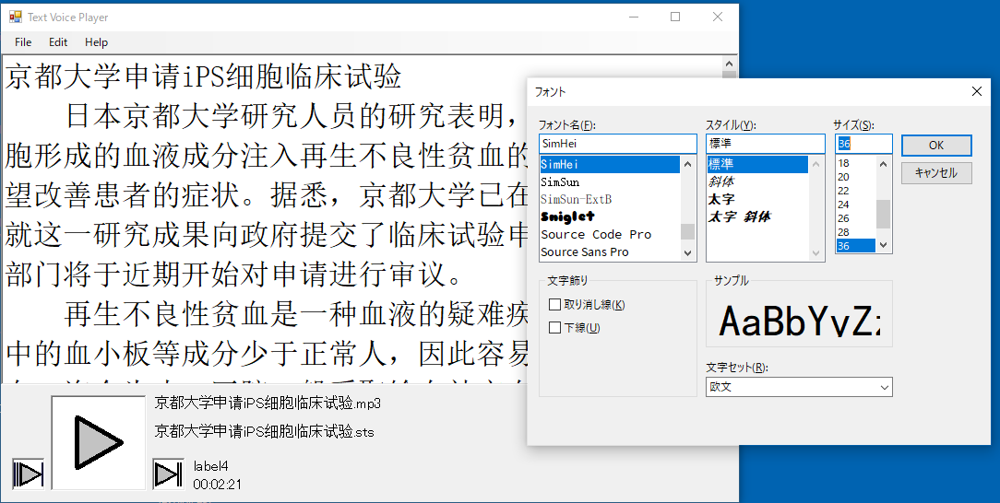 Text Voice Player
File Edit Help
京都大学申请iPS细胞临床试验
日本京都大学研究人员的研究表明，
胞形成的血液成分注入再生不良性贫血的
望改善患者的症状。据悉，京都大学已在
就这一研究成果向政府提交了临床试验申
部门将于近期开始对申请进行审议。
再生不良性贫血是一种血液的疑难疾
中的血小板等成分少于正常人，因此容易
京都大学申请iPS细胞临床试验.mp3
京都大学申请iPS细胞临床试验.sts
label4
00:02:21
フォント
フォント名(F):
SimHei
SimHei
SimSun
SimSun-ExtB
Sniglet
Source Code Pro
Source Sans Pro
スタイル(Y):
標準
標準
斜体
太字
太字 斜体
サイズ(S):
36
18
20
22
24
26
28
36
OK
キャンセル
文字飾り
取り消し線(K)
下線(U)
サンプル
AaBbYyZ
文字セット(R):
欧文